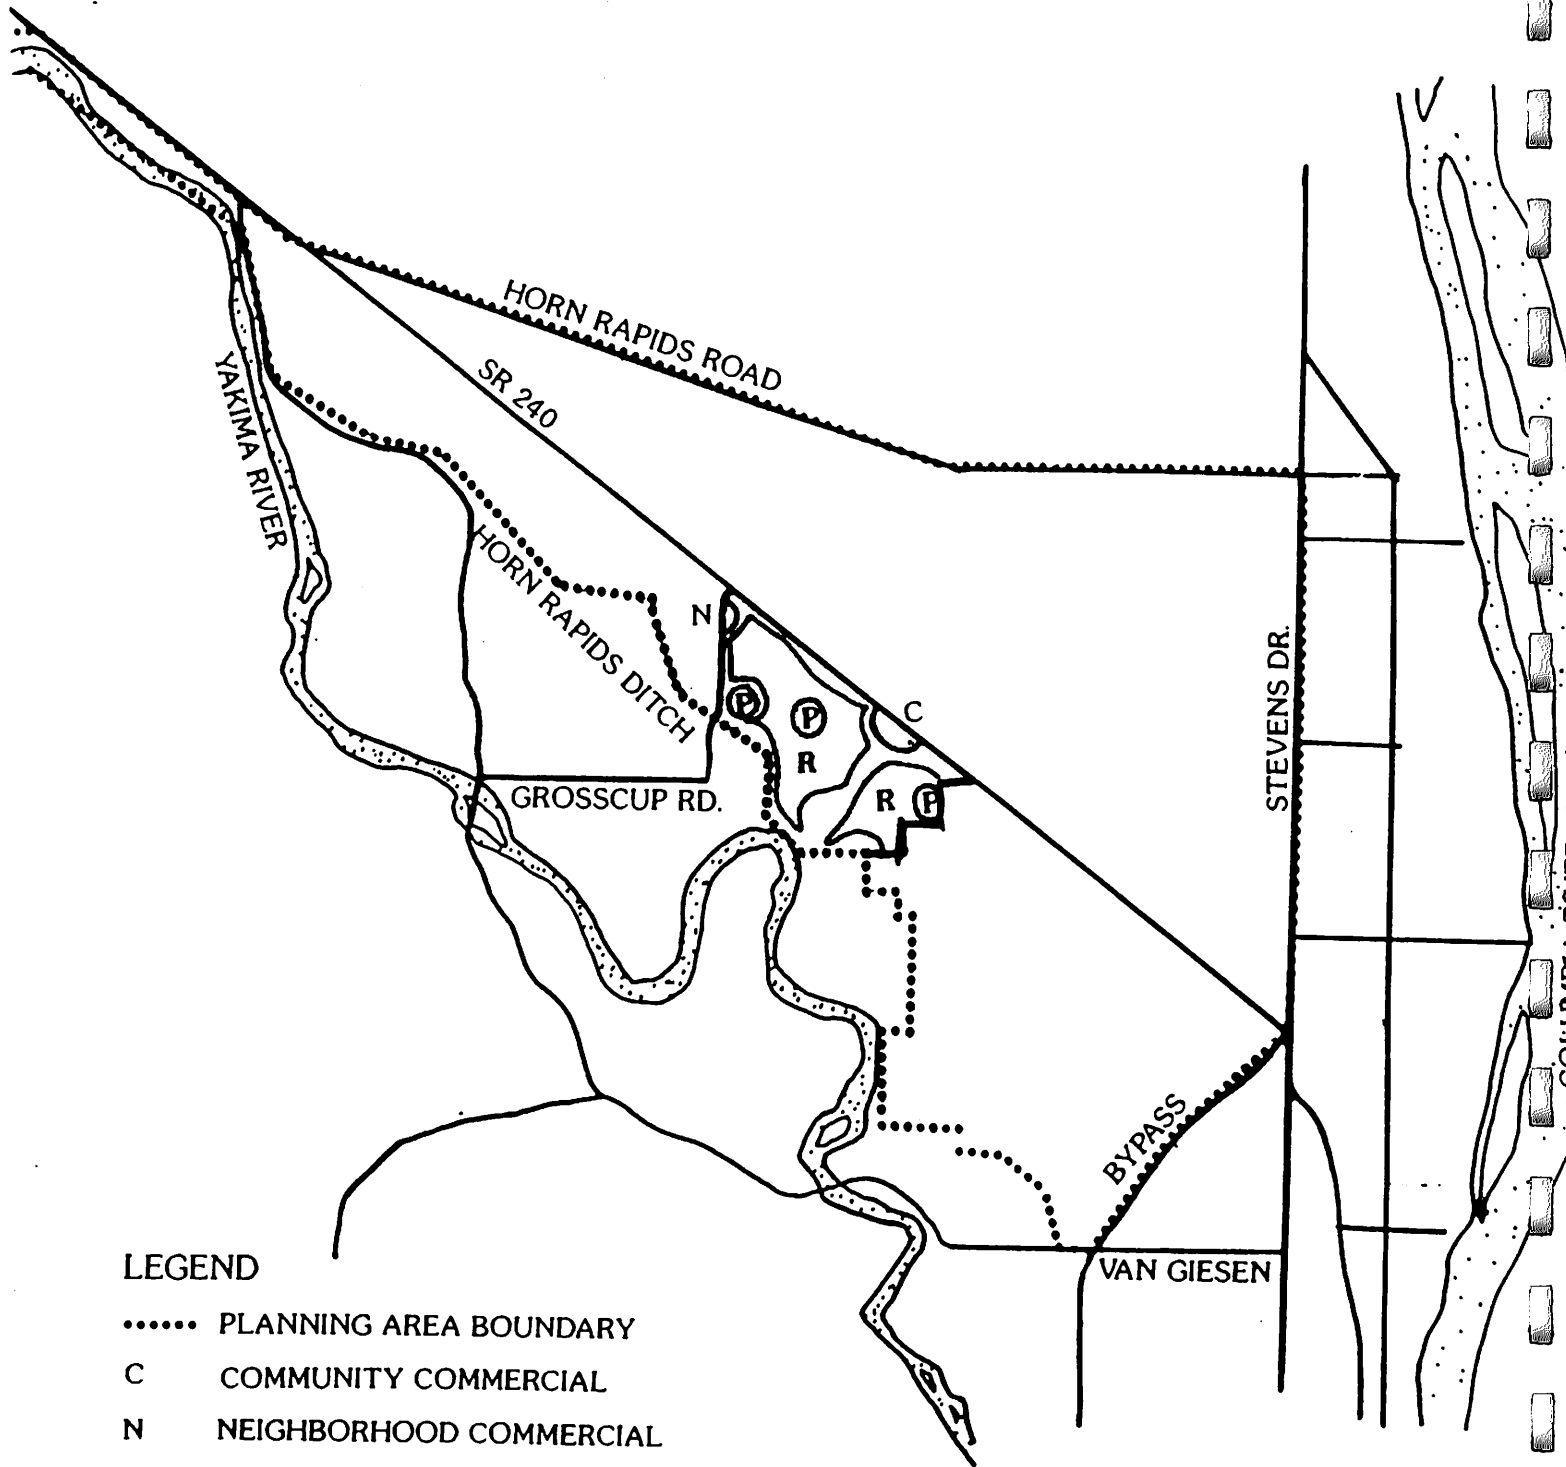 HORN RAPIDS ROAD
SR 240
YAKIMA RIVER
HORN RAPIDS DITCH
N
P
P
C
R
R
P
GROSSCUP RD.
STEVENS DR.
BYPASS
VAN GIESEN
LEGEND
PLANNING AREA BOUNDARY
C COMMUNITY COMMERCIAL
N NEIGHBORHOOD COMMERCIAL